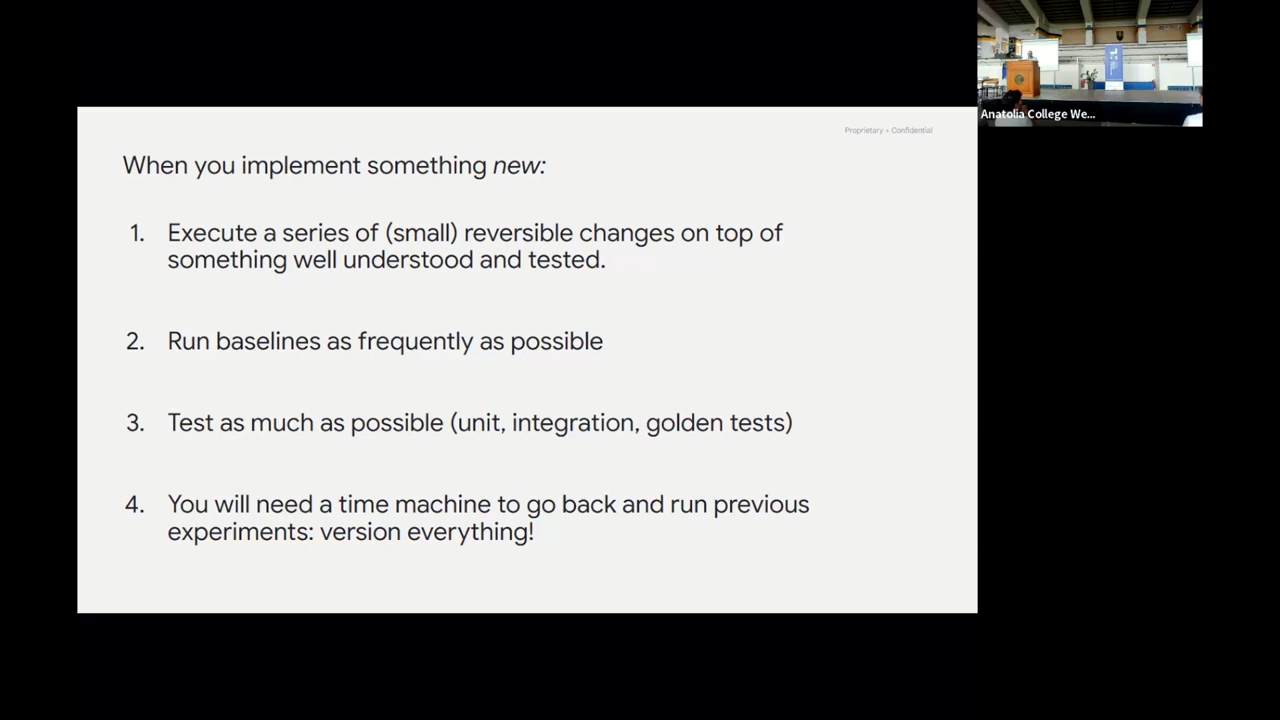 Proprietary + Confidential
When you implement something new:
1. Execute a series of (small) reversible changes on top of
something well understood and tested.
2. Run baselines as frequently as possible
3. Test as much as possible (unit, integration, golden tests)
4. You will need a time machine to go back and run previous
experiments: version everything!
Anatolia College We...